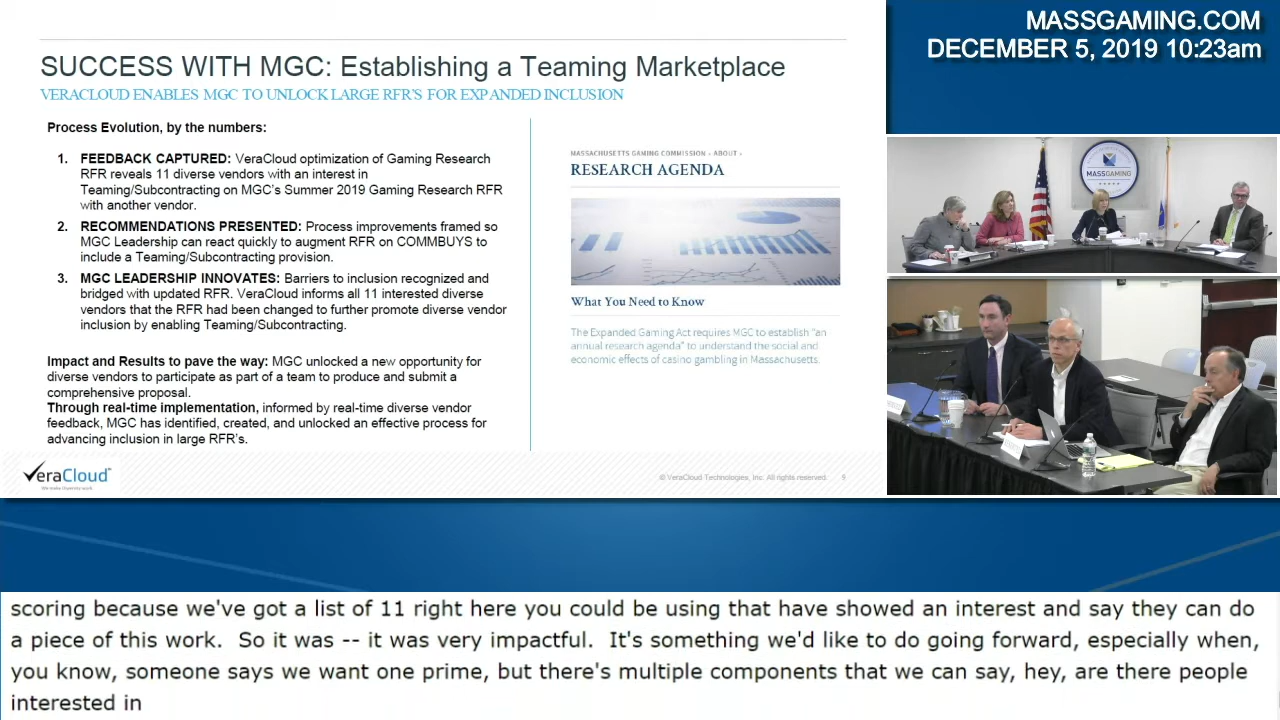 SUCCESS WITH MGC: Establishing a Teaming Marketplace
VERACLOUD ENABLES MGC TO UNLOCK LARGE RFR'S FOR EXPANDED INCLUSION
Process Evolution, by the numbers:
1. FEEDBACK CAPTURED: VeraCloud optimization of Gaming Research
RFR reveals 11 diverse vendors with an interest in
Teaming/Subcontracting on MGC's Summer 2019 Gaming Research RFR
with another vendor.
2. RECOMMENDATIONS PRESENTED: Process improvements framed so
MGC Leadership can react quickly to augment RFR on COMMBUYS to
include a Teaming/Subcontracting provision.
3. MGC LEADERSHIP INNOVATES: Barriers to inclusion recognized and
bridged with updated RFR. VeraCloud informs all 11 interested diverse
vendors that the RFR had been changed to further promote diverse vendor
inclusion by enabling Teaming/Subcontracting.
Impact and Results to pave the way: MGC unlocked a new opportunity for
diverse vendors to participate as part of a team to produce and submit a
comprehensive proposal.
Through real-time implementation, informed by real-time diverse vendor
feedback, MGC has identified, created, and unlocked an effective process for
advancing inclusion in large RFR's.
MASSACHUSETTS GAMING COMMISSION › ABOUT ›
RESEARCH AGENDA
What You Need to Know
The Expanded Gaming Act requires MGC to establish "an
annual research agenda" to understand the social and
economic effects of casino gambling in Massachusetts.
VeraCloud
We make diversity work
© VeraCloud Technologies, Inc. All rights reserved. 9
MASSGAMING.COM
DECEMBER 5, 2019 10:23am
MASSGAMING
scoring because we've got a list of 11 right here you could be using that have showed an interest and say they can do
a piece of this work. So it was -- it was very impactful. It's something we'd like to do going forward, especially when,
you know, someone says we want one prime, but there's multiple components that we can say, hey, are there people
interested in